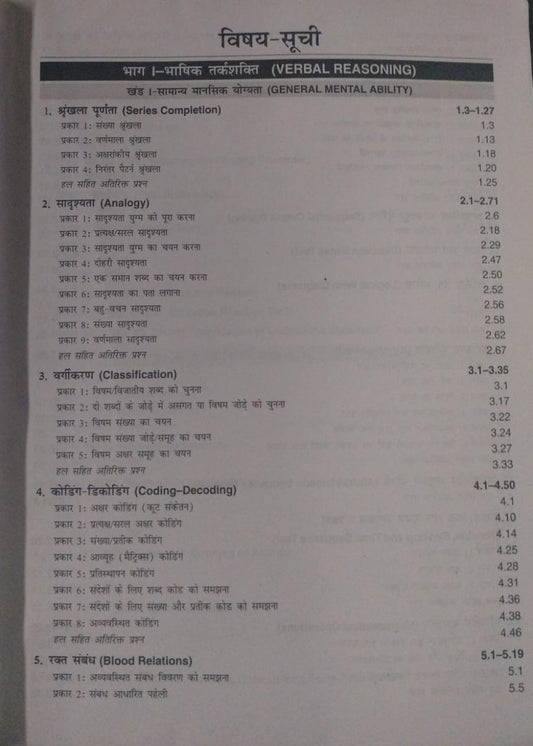 विषय-सूची
भाग I–भाषिक तर्कशक्ति (VERBAL REASONING)
खंड I-सामान्य मानसिक योग्यता (GENERAL MENTAL ABILITY)
1. श्रृंखला पूर्णता (Series Completion) 1.3–1.27
प्रकार 1: संख्या श्रृंखला 1.3
प्रकार 2: वर्णमाला श्रृंखला 1.13
प्रकार 3: अक्षरांकीय श्रृंखला 1.18
प्रकार 4: निरंतर पैटर्न श्रृंखला 1.20
हल सहित अतिरिक्त प्रश्न 1.25
2. सादृश्यता (Analogy) 2.1–2.71
प्रकार 1: सादृश्यता युग्म को पूरा करना 2.6
प्रकार 2: प्रत्यक्ष/सरल सादृश्यता 2.18
प्रकार 3: सादृश्यता युग्म का चयन करना 2.29
प्रकार 4: दोहरी सादृश्यता 2.47
प्रकार 5: एक समान शब्द का चयन करना 2.50
प्रकार 6: सादृश्यता का पता लगाना 2.52
प्रकार 7: बहु-वचन सादृश्यता 2.56
प्रकार 8: संख्या सादृश्यता 2.58
प्रकार 9: वर्णमाला सादृश्यता 2.62
हल सहित अतिरिक्त प्रश्न 2.67
3. वर्गीकरण (Classification) 3.1–3.35
प्रकार 1: विषम/विजातीय शब्द को चुनना 3.1
प्रकार 2: दो शब्दों के जोड़े में असंगत या विषम जोड़े को चुनना 3.17
प्रकार 3: विषम संख्या का चयन 3.22
प्रकार 4: विषम संख्या जोड़े/समूह का चयन 3.24
प्रकार 5: विषम अक्षर समूह का चयन 3.27
हल सहित अतिरिक्त प्रश्न 3.33
4. कोडिंग-डिकोडिंग (Coding–Decoding) 4.1–4.50
प्रकार 1: अक्षर कोडिंग (कूट संकेतन) 4.1
प्रकार 2: प्रत्यक्ष/सरल अक्षर कोडिंग 4.10
प्रकार 3: संख्या/प्रतीक कोडिंग 4.14
प्रकार 4: आव्यूह (मैट्रिक्स) कोडिंग 4.25
प्रकार 5: प्रतिस्थापन कोडिंग 4.28
प्रकार 6: संदेशों के लिए शब्द कोड को समझना 4.31
प्रकार 7: संदेशों के लिए संख्या और प्रतीक कोड को समझना 4.36
प्रकार 8: अव्यवस्थित कोडिंग 4.38
हल सहित अतिरिक्त प्रश्न 4.46
5. रक्त संबंध (Blood Relations) 5.1–5.19
प्रकार 1: अव्यवस्थित संबंध विवरण को समझना 5.1
प्रकार 2: संबंध आधारित पहेली 5.5